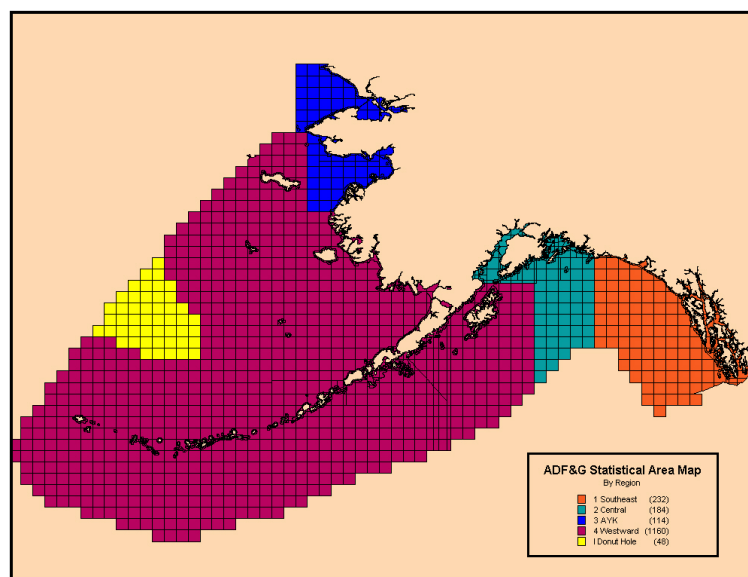 ADF&G Statistical Area Map
By Region
1 Southeast (232)
2 Central (184)
3 AYK (114)
4 Westward (1160)
I Donut Hole (48)